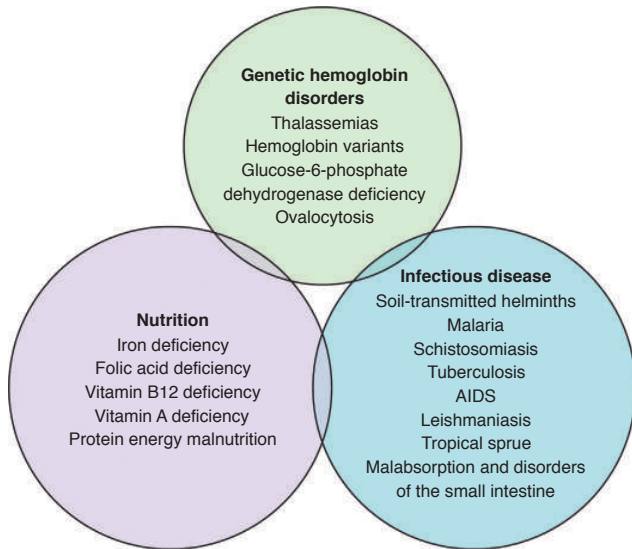 Genetic hemoglobin
disorders
Thalassemias
Hemoglobin variants
Glucose-6-phosphate
dehydrogenase deficiency
Ovalocytosis
Nutrition
Iron deficiency
Folic acid deficiency
Vitamin B12 deficiency
Vitamin A deficiency
Protein energy malnutrition
Infectious disease
Soil-transmitted helminths
Malaria
Schistosomiasis
Tuberculosis
AIDS
Leishmaniasis
Tropical sprue
Malabsorption and disorders
of the small intestine